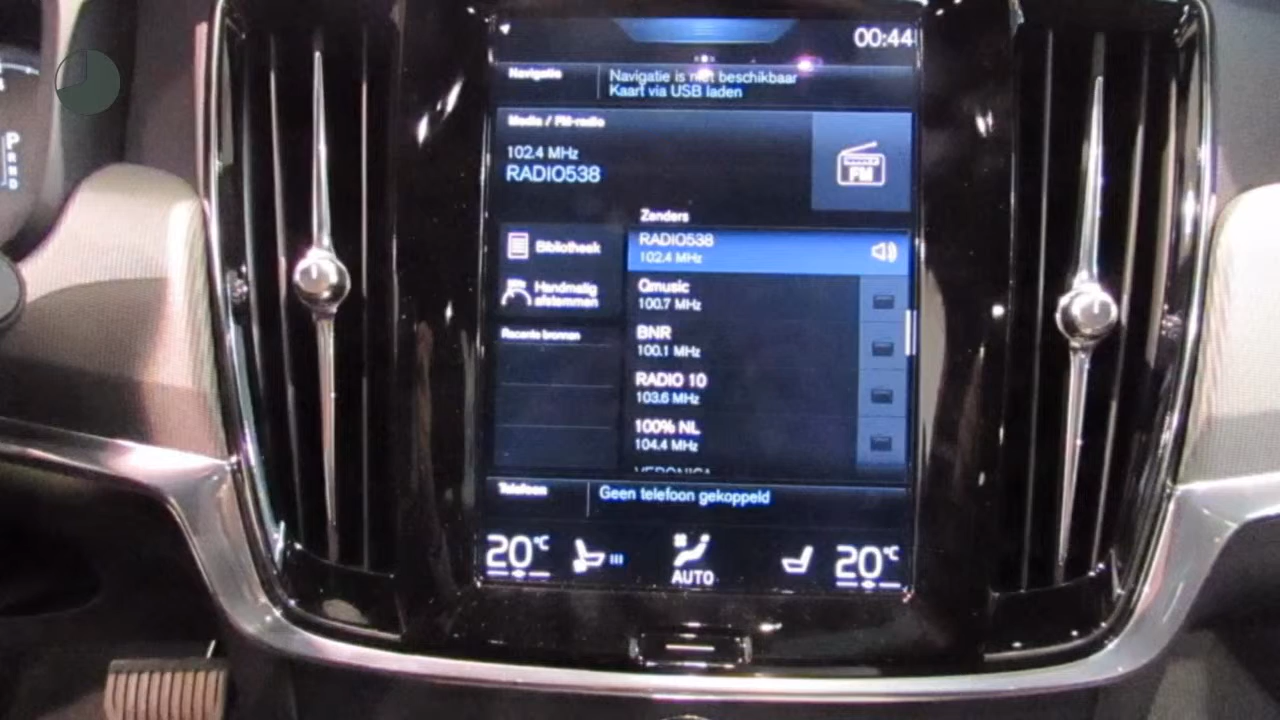 00:44
Navigatie
Navigatie is niet beschikbaar
Kaart via USB laden
Media / FM-radio
102.4 MHz
RADIO538
FM
Zenders
Bibliotheek
Handmatig
afstemmen
Recente bronnen
RADIO538
102.4 MHz
Qmusic
100.7 MHz
BNR
100.1 MHz
RADIO 10
103.6 MHz
100% NL
104.4 MHz
VERONICA
Telefoon
Geen telefoon gekoppeld
20°C
AUTO
20°C
P